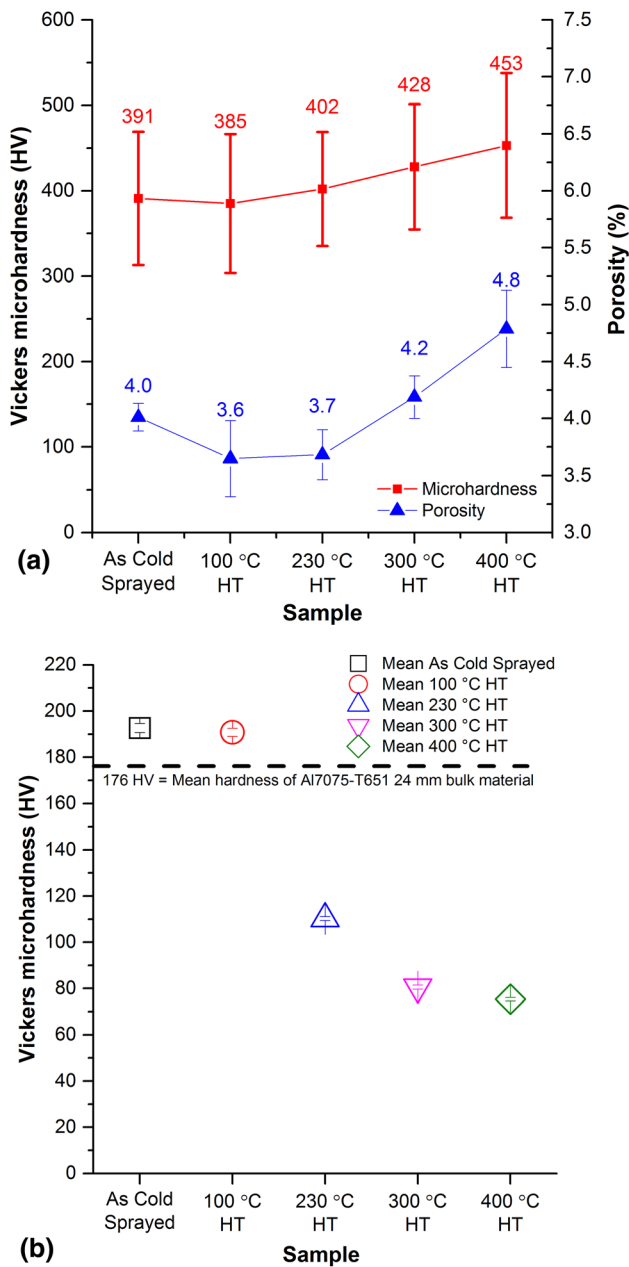 600
500
400
300
200
100
0
Vickers microhardness (HV)
391
385
402
428
453
4.0
3.6
3.7
4.2
4.8
7.5
7.0
6.5
6.0
5.5
5.0
4.5
4.0
3.5
3.0
Porosity (%)
Microhardness
Porosity
As Cold
Sprayed
100 °C
HT
230 °C
HT
300 °C
HT
400 °C
HT
(a)
Sample
220
200
180
160
140
120
100
80
60
40
20
0
Vickers microhardness (HV)
Mean As Cold Sprayed
Mean 100 °C HT
Mean 230 °C HT
Mean 300 °C HT
Mean 400 °C HT
176 HV = Mean hardness of Al7075-T651 24 mm bulk material
As Cold
Sprayed
100 °C
HT
230 °C
HT
300 °C
HT
400 °C
HT
(b)
Sample